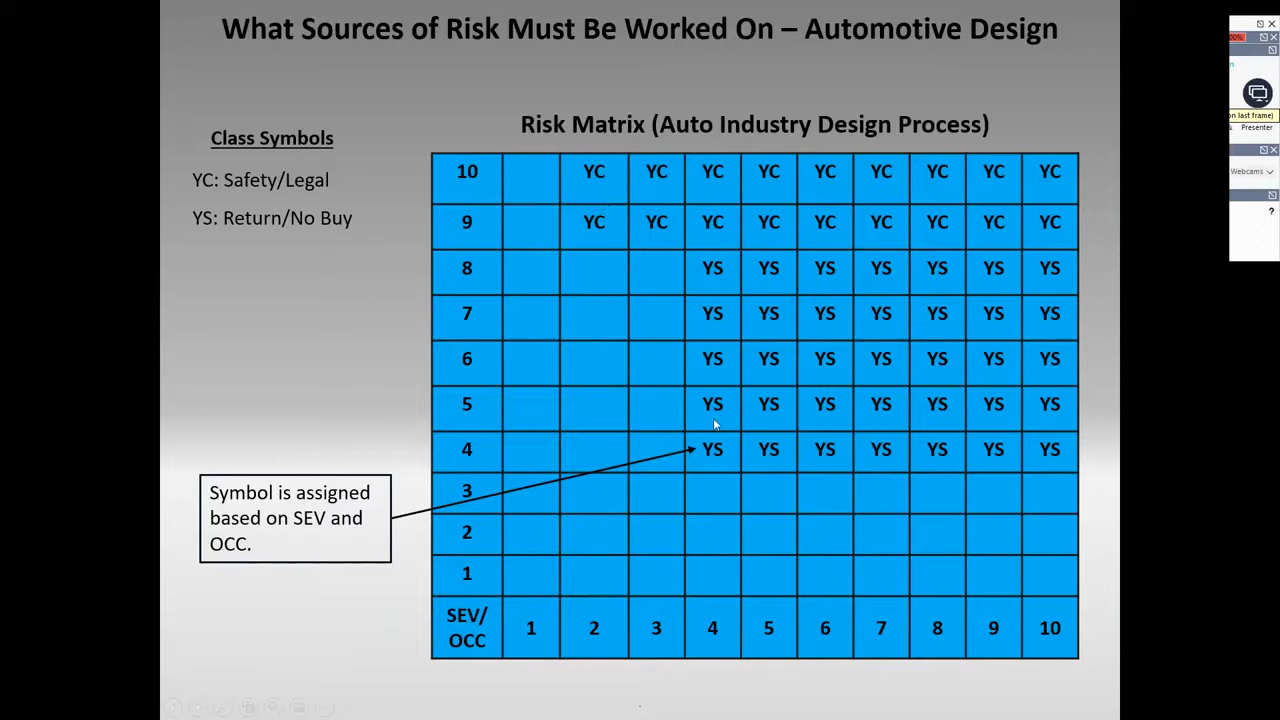 What Sources of Risk Must Be Worked On – Automotive Design
Class Symbols
YC: Safety/Legal
YS: Return/No Buy
Symbol is assigned
based on SEV and
OCC.
Risk Matrix (Auto Industry Design Process)
10 YC YC YC YC YC YC YC YC YC
9 YC YC YC YC YC YC YC YC YC
8 YS YS YS YS YS YS YS
7 YS YS YS YS YS YS YS
6 YS YS YS YS YS YS YS
5 YS YS YS YS YS YS YS
4 YS YS YS YS YS YS YS
3
2
1
SEV/
OCC 1 2 3 4 5 6 7 8 9 10
on last frame)
Presenter
Webcams
?